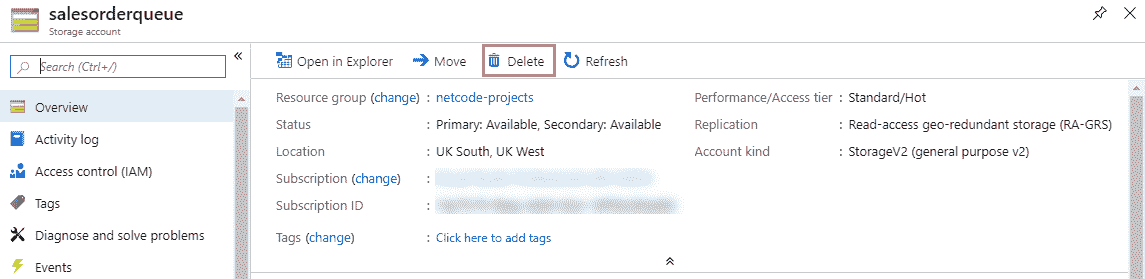 salesorderqueue
Storage account
Search (Ctrl+/)
Overview
Activity log
Access control (IAM)
Tags
Diagnose and solve problems
Events
Open in Explorer Move Delete Refresh
Resource group (change) : netcode-projects
Status : Primary: Available, Secondary: Available
Location : UK South, UK West
Subscription (change) :
Subscription ID :
Tags (change) : Click here to add tags
Performance/Access tier : Standard/Hot
Replication : Read-access geo-redundant storage (RA-GRS)
Account kind : StorageV2 (general purpose v2)